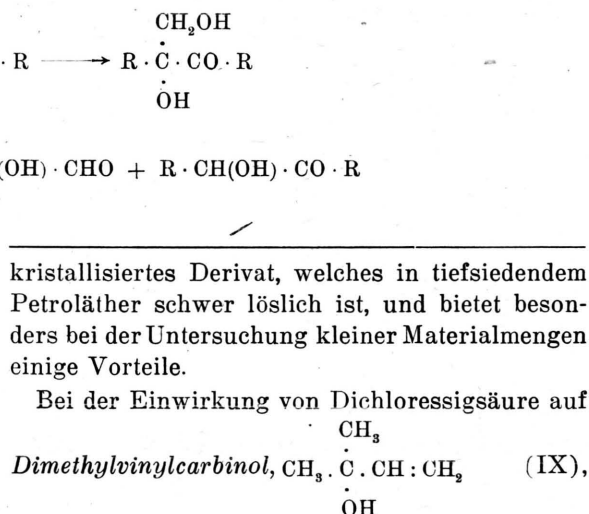 CH₂OH
· R ⟶ R · C · CO · R
OH
(OH) · CHO + R · CH(OH) · CO · R
kristallisiertes Derivat, welches in tiefsiedendem
Petroläther schwer löslich ist, und bietet beson-
ders bei der Untersuchung kleiner Materialmengen
einige Vorteile.
Bei der Einwirkung von Dichloressigsäure auf
CH₃
Dimethylvinylcarbinol, CH₃ . C . CH : CH₂ (IX),
OH